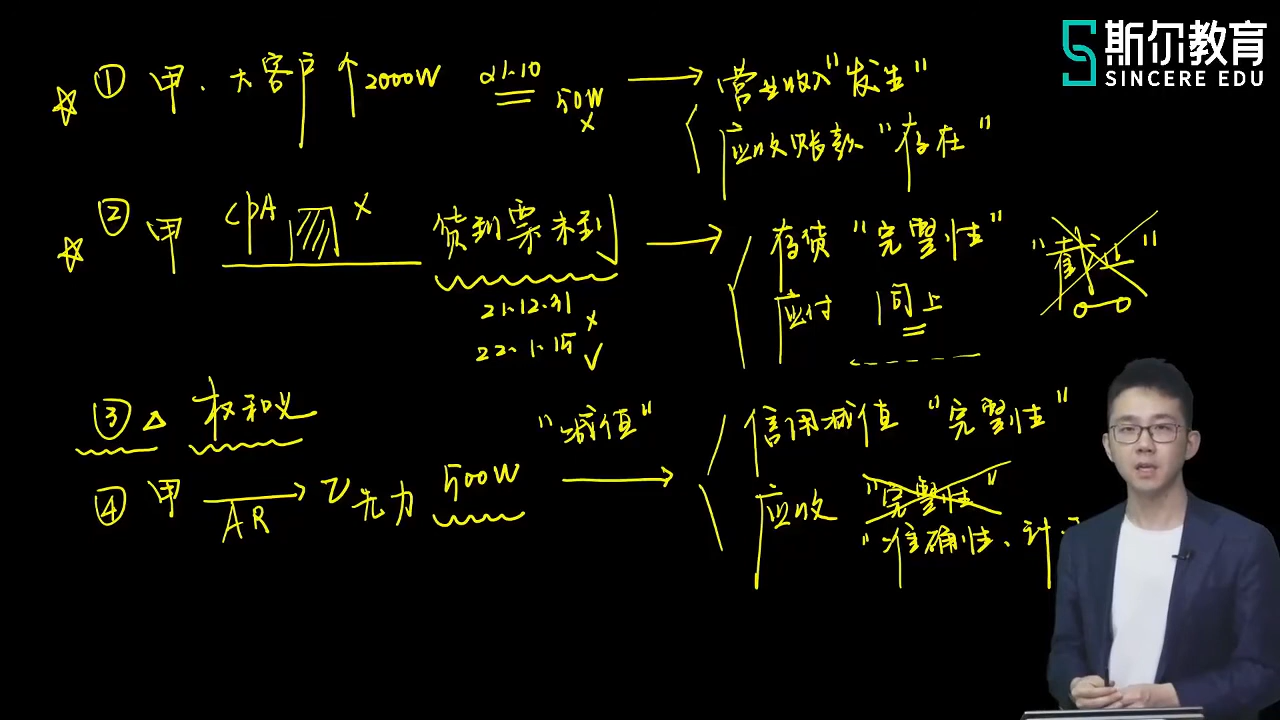 斯尔教育
SINCERE EDU
① 甲、大客户↑2000W 21.10 50W × → 营业收入"发生"
应收账款"存在"
② 甲 CPA × 货到票未到 → 存货"完整性" "截止"
21.12.31 ×
22.1.15 ✓
应付 同上
③ △ 权和义
"减值"
信用减值"完整性"
④ 甲 → 乙 无力 500W →
AR
应收 "完整性"
"准确性、计